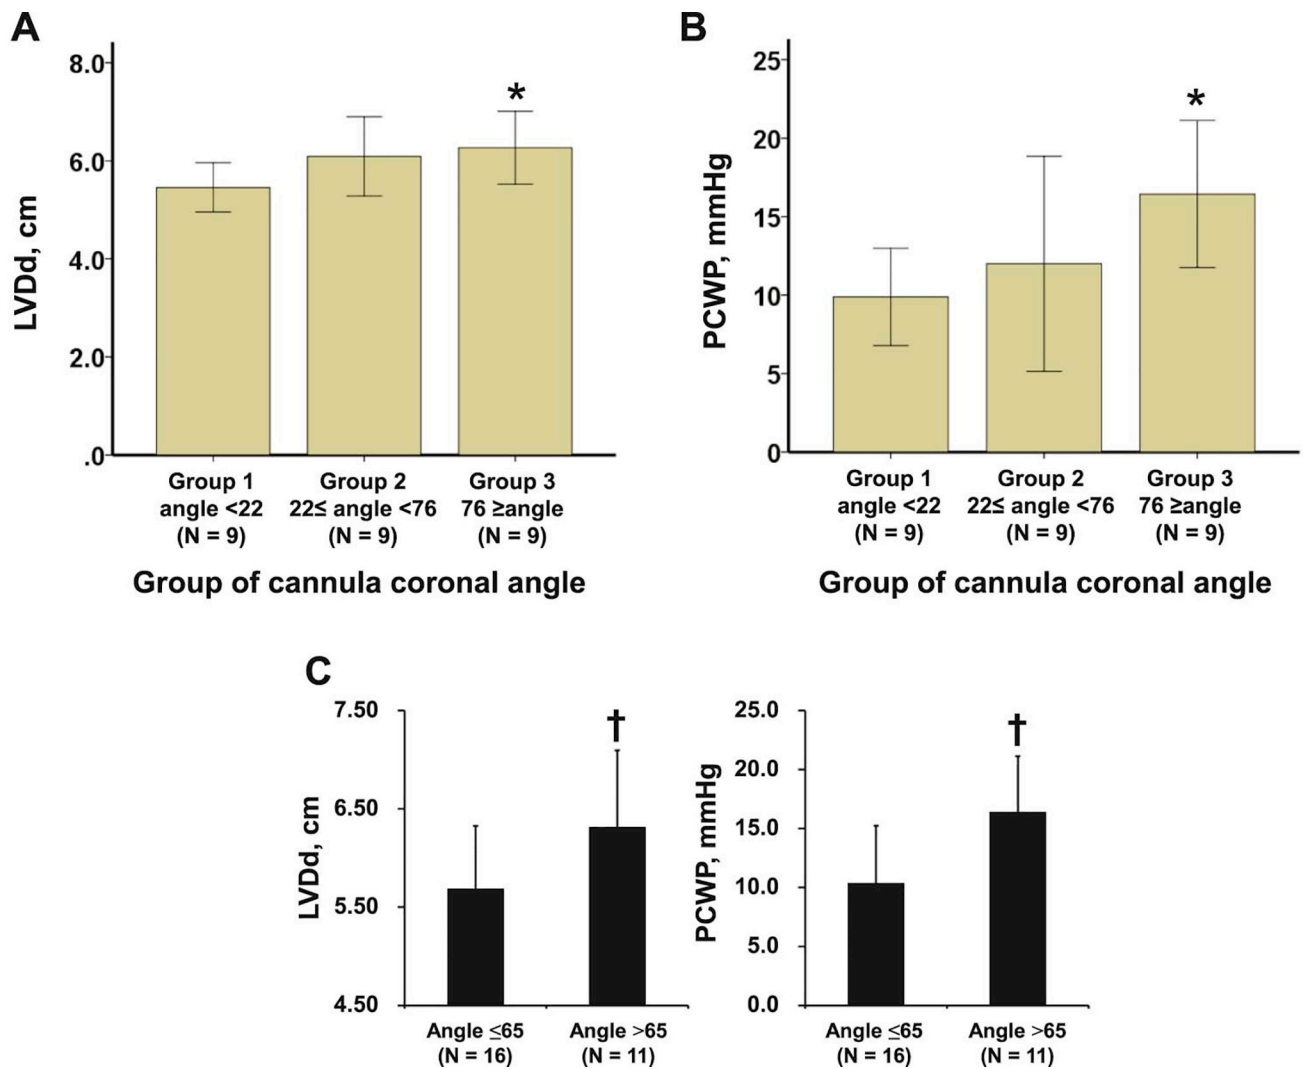 A
8.0
6.0
4.0
2.0
.0
LVDd, cm
*
Group 1
angle <22
(N = 9)
Group 2
22≤ angle <76
(N = 9)
Group 3
76 ≥angle
(N = 9)
Group of cannula coronal angle
B
25
20
15
10
5
0
PCWP, mmHg
*
Group 1
angle <22
(N = 9)
Group 2
22≤ angle <76
(N = 9)
Group 3
76 ≥angle
(N = 9)
Group of cannula coronal angle
C
7.50
6.50
5.50
4.50
LVDd, cm
†
Angle ≤65
(N = 16)
Angle >65
(N = 11)
25.0
20.0
15.0
10.0
5.0
0.0
PCWP, mmHg
†
Angle ≤65
(N = 16)
Angle >65
(N = 11)